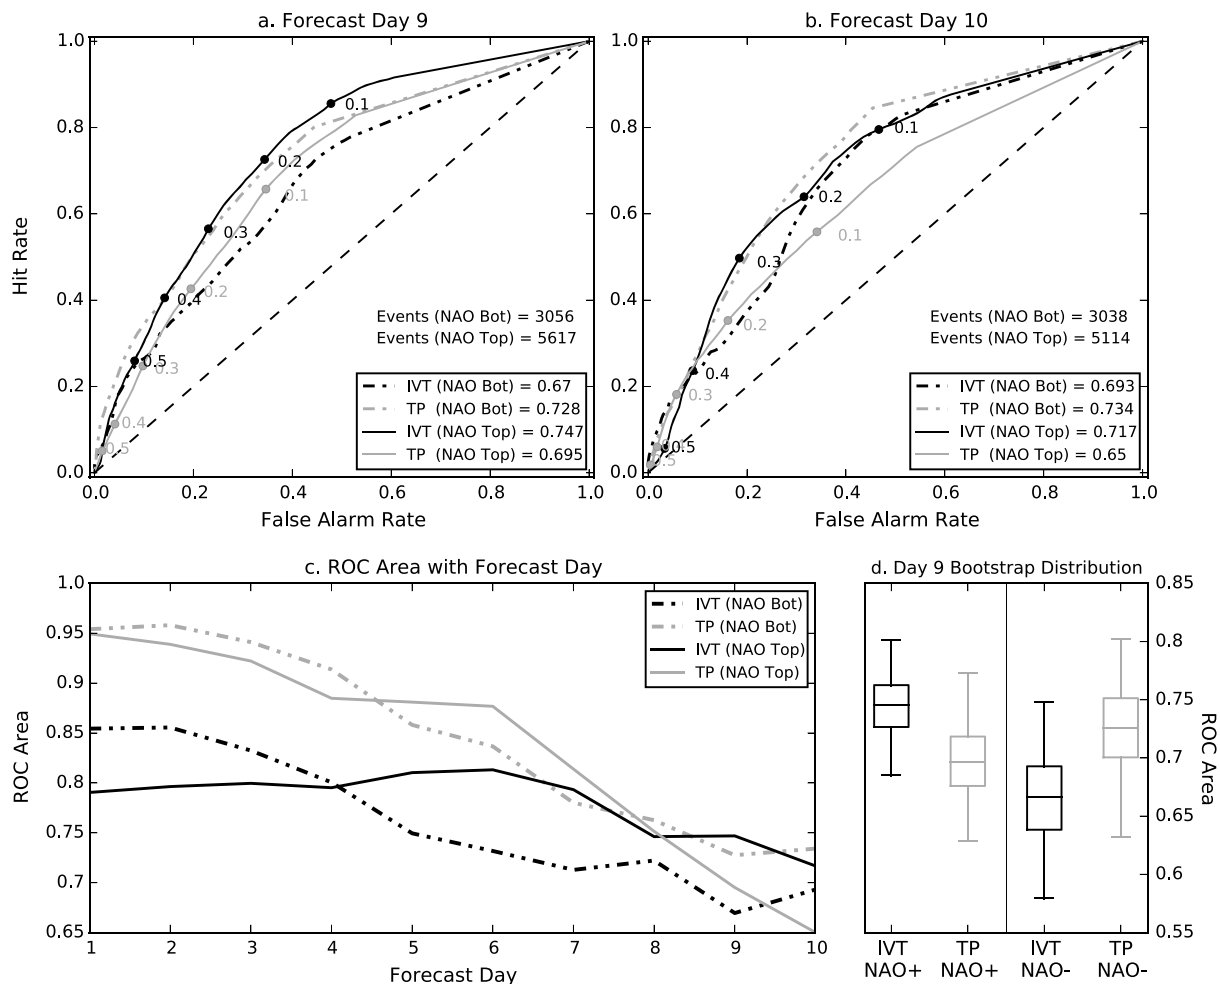 a. Forecast Day 9
1.0
0.8
0.6
0.4
0.2
0.0
Hit Rate
0.1
0.2
0.1
0.3
0.2
0.4
0.3
0.5
0.4
0.5
Events (NAO Bot) = 3056
Events (NAO Top) = 5617
IVT (NAO Bot) = 0.67
TP (NAO Bot) = 0.728
IVT (NAO Top) = 0.747
TP (NAO Top) = 0.695
0.0 0.2 0.4 0.6 0.8 1.0
False Alarm Rate
b. Forecast Day 10
1.0
0.8
0.6
0.4
0.2
0.0
0.1
0.2
0.1
0.3
0.2
0.4
0.3
0.5
0.4
0.5
Events (NAO Bot) = 3038
Events (NAO Top) = 5114
IVT (NAO Bot) = 0.693
TP (NAO Bot) = 0.734
IVT (NAO Top) = 0.717
TP (NAO Top) = 0.65
0.0 0.2 0.4 0.6 0.8 1.0
False Alarm Rate
c. ROC Area with Forecast Day
1.0
0.95
0.9
0.85
0.8
0.75
0.7
0.65
ROC Area
IVT (NAO Bot)
TP (NAO Bot)
IVT (NAO Top)
TP (NAO Top)
1 2 3 4 5 6 7 8 9 10
Forecast Day
d. Day 9 Bootstrap Distribution
0.85
0.8
0.75
0.7
0.65
0.6
0.55
ROC Area
IVT TP IVT TP
NAO+ NAO+ NAO- NAO-